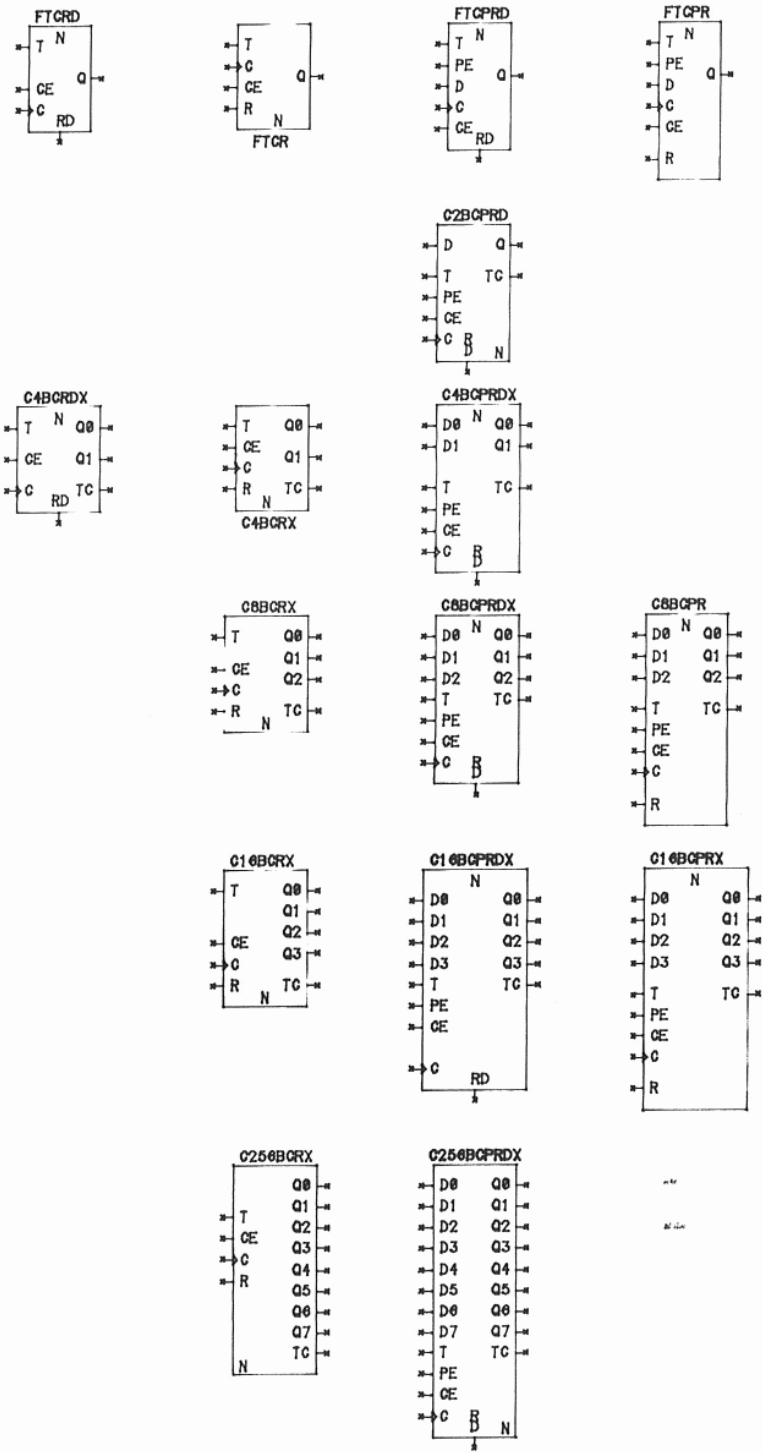 FTCRD
N
T
Q
CE
C
RD
T
C
Q
CE
R
N
FTCR
FTCPRD
N
T
PE
Q
D
C
CE
RD
FTCPR
N
T
PE
Q
D
C
CE
R
C2BCPRD
D Q
T TC
PE
CE
C R
D N
C4BCRDX
N
T Q0
CE Q1
C TC
RD
T Q0
CE
Q1
C
R TC
N
C4BCRX
C4BCPRDX
N
D0 Q0
D1 Q1
T TC
PE
CE
C R
D
C8BCRX
T Q0
Q1
CE Q2
C
R TC
N
C8BCPRDX
N
D0 Q0
D1 Q1
D2 Q2
T TC
PE
CE
C R
D
C8BCPR
N
D0 Q0
D1 Q1
D2 Q2
T TC
PE
CE
C
R
C16BCRX
T Q0
Q1
Q2
CE Q3
C
R TC
N
C16BCPRDX
N
D0 Q0
D1 Q1
D2 Q2
D3 Q3
T TC
PE
CE
C
RD
C16BCPRX
N
D0 Q0
D1 Q1
D2 Q2
D3 Q3
T TC
PE
CE
C
R
C256BCRX
Q0
Q1
T Q2
CE Q3
C Q4
R Q5
Q6
Q7
TC
N
C256BCPRDX
D0 Q0
D1 Q1
D2 Q2
D3 Q3
D4 Q4
D5 Q5
D6 Q6
D7 Q7
T TC
PE
CE
C R
D N